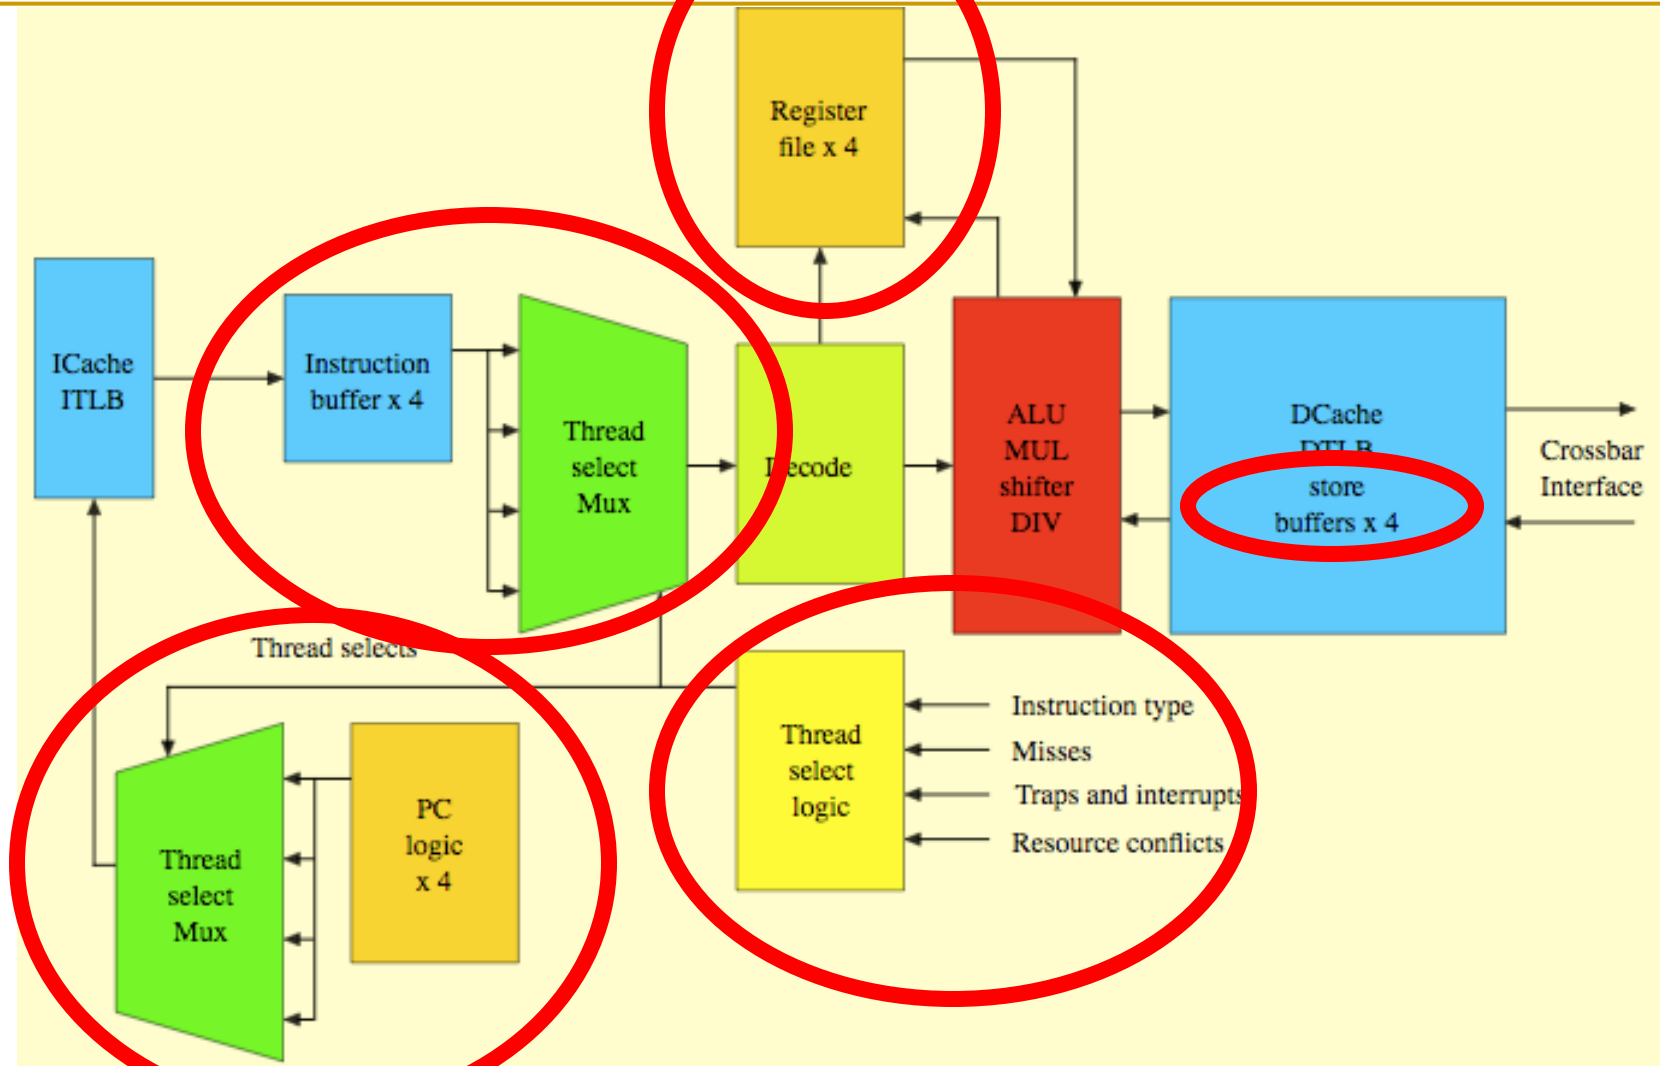 Register
file x 4
ICache
ITLB
Instruction
buffer x 4
Thread
select
Mux
Decode
ALU
MUL
shifter
DIV
DCache
DTLB
store
buffers x 4
Crossbar
Interface
Thread selects
Thread
select
Mux
PC
logic
x 4
Thread
select
logic
Instruction type
Misses
Traps and interrupts
Resource conflicts